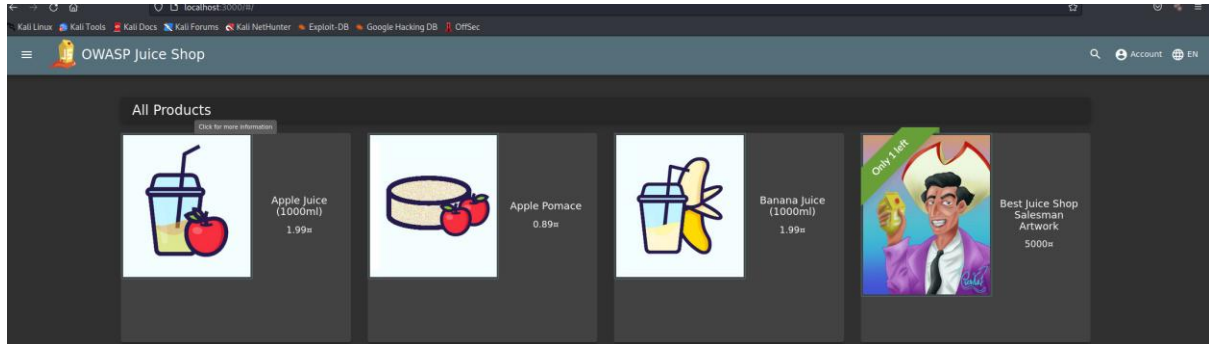 localhost:3000/#/
Kali Linux Kali Tools Kali Docs Kali Forums Kali NetHunter Exploit-DB Google Hacking DB OffSec
OWASP Juice Shop Account EN
All Products
Click for more information
Apple Juice
(1000ml)
1.99¤
Apple Pomace
0.89¤
Banana Juice
(1000ml)
1.99¤
Only 1 left
Best Juice Shop
Salesman
Artwork
5000¤